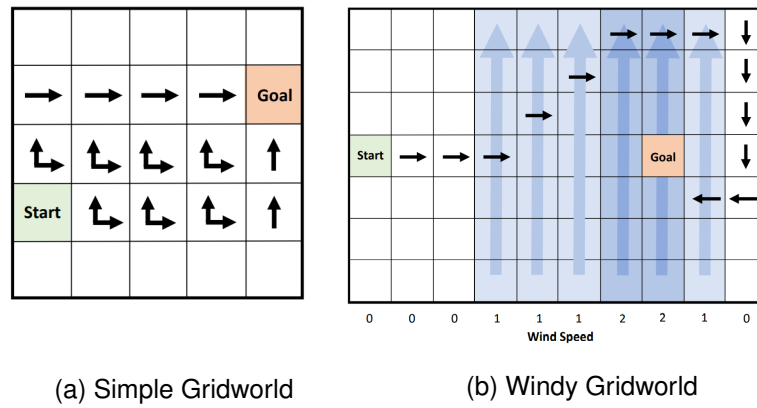 Goal
Start
Start
Goal
0 0 0 1 1 1 2 2 1 0
Wind Speed
(a) Simple Gridworld
(b) Windy Gridworld